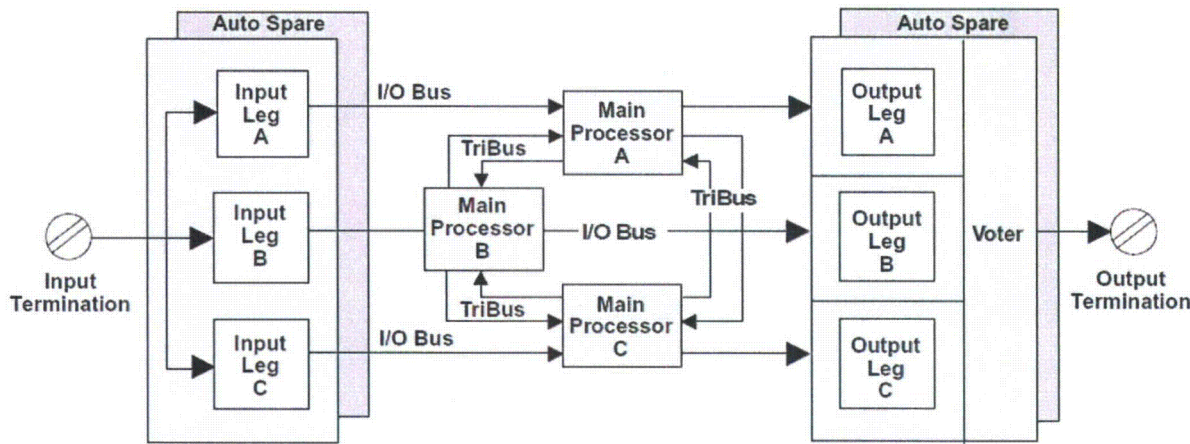 Auto Spare
Input
Leg
A
Input
Leg
B
Input
Leg
C
Input
Termination
I/O Bus
I/O Bus
TriBus
TriBus
TriBus
Main
Processor
A
Main
Processor
B
I/O Bus
Main
Processor
C
Auto Spare
Output
Leg
A
Output
Leg
B
Output
Leg
C
Voter
Output
Termination